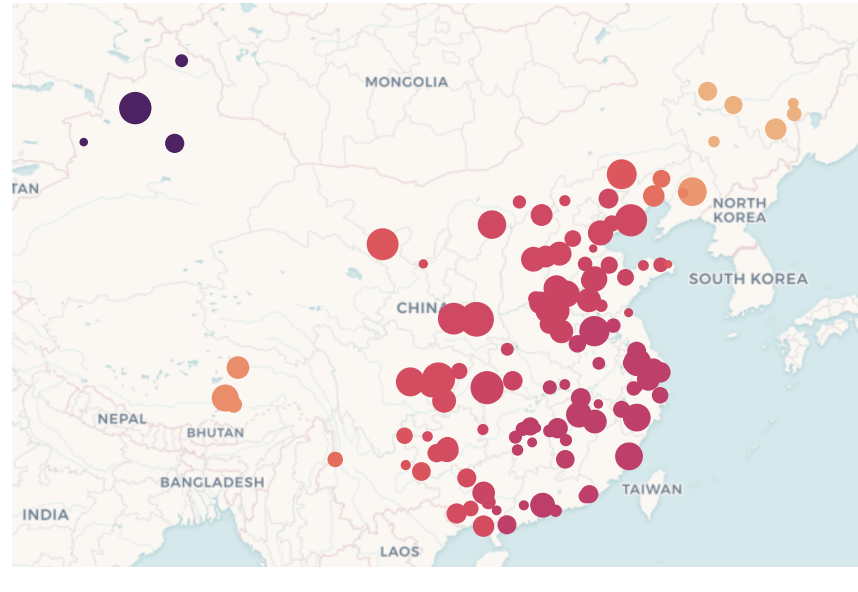 MONGOLIA
TAN
NORTH
KOREA
SOUTH KOREA
CHINA
NEPAL
BHUTAN
BANGLADESH
TAIWAN
INDIA
LAOS